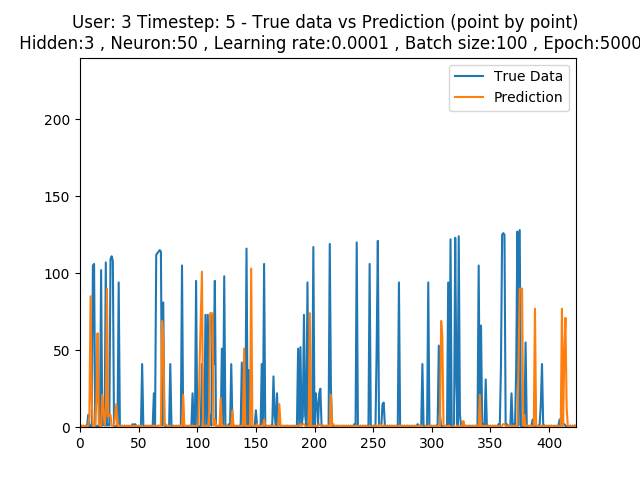 User: 3 Timestep: 5 - True data vs Prediction (point by point)
Hidden:3 , Neuron:50 , Learning rate:0.0001 , Batch size:100 , Epoch:5000
True Data
Prediction
200
150
100
50
0
0 50 100 150 200 250 300 350 400